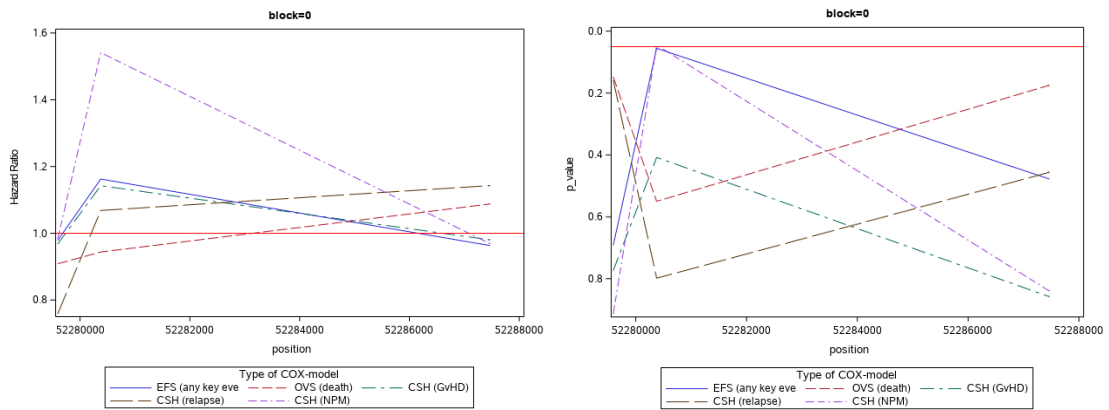 block=0
1.6
1.4
1.2
1.0
0.8
Hazard Ratio
52280000 52282000 52284000 52286000 52288000
position
Type of COX-model
EFS (any key eve OVS (death) CSH (GvHD)
CSH (relapse) CSH (NPM)
block=0
0.0
0.2
0.4
0.6
0.8
p_value
52280000 52282000 52284000 52286000 52288000
position
Type of COX-model
EFS (any key eve OVS (death) CSH (GvHD)
CSH (relapse) CSH (NPM)